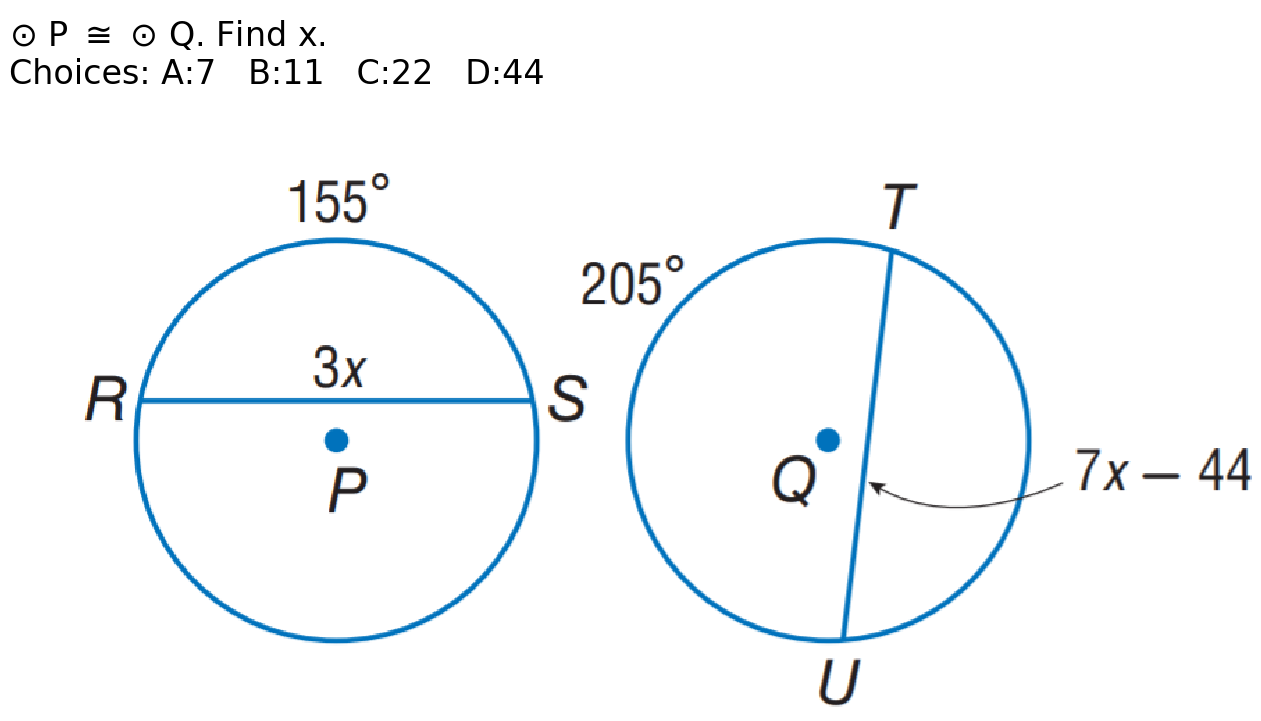 ⊙ P ≅ ⊙ Q. Find x.
Choices: A:7 B:11 C:22 D:44
155°
T
205°
3x
R
S
P
Q
7x – 44
U